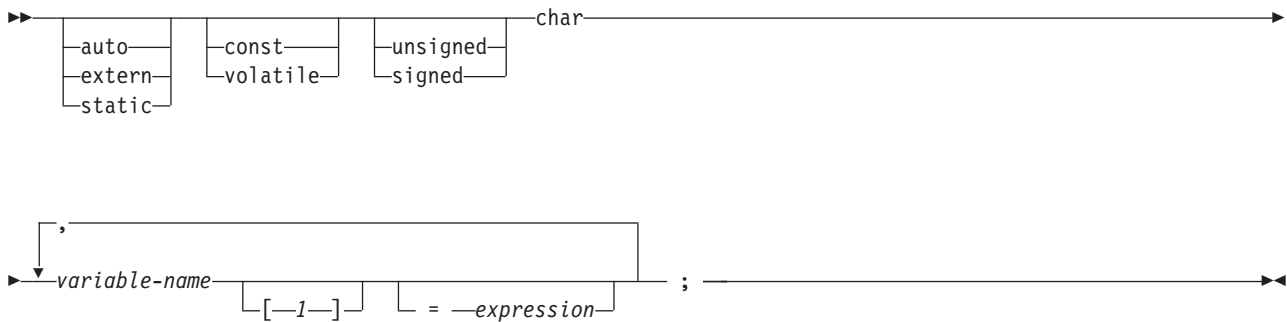 char
auto const unsigned
extern volatile signed
static
,
variable-name ;
[ 1 ] = expression